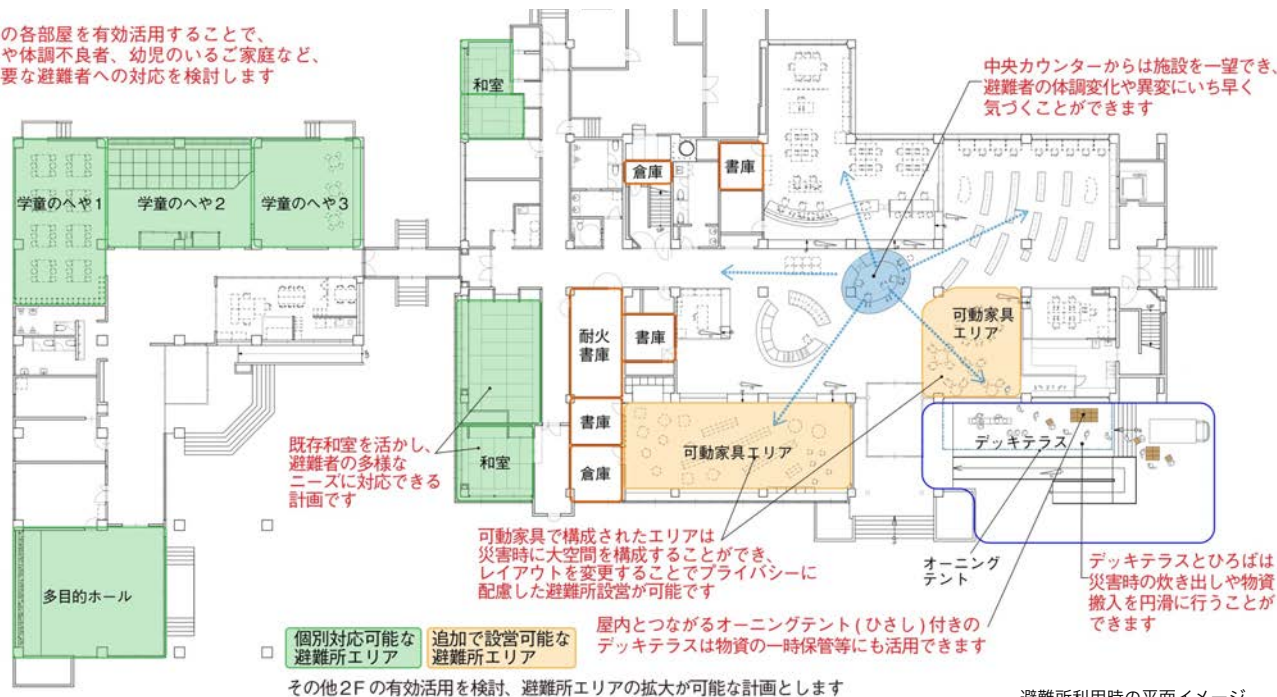 の各部屋を有効活用することで、
や体調不良者、幼児のいるご家庭など、
要な避難者への対応を検討します
中央カウンターからは施設を一望でき、
避難者の体調変化や異変にいち早く
気づくことができます
和室
倉庫
書庫
学童のへや1
学童のへや2
学童のへや3
可動家具
エリア
耐火
書庫
書庫
書庫
倉庫
和室
既存和室を活かし、
避難者の多様な
ニーズに対応できる
計画です
可動家具エリア
デッキテラス
可動家具で構成されたエリアは
災害時に大空間を構成することができ、
レイアウトを変更することでプライバシーに
配慮した避難所設営が可能です
オーニング
テント
デッキテラスとひろばは
災害時の炊き出しや物資
搬入を円滑に行うことが
できます
多目的ホール
個別対応可能な
避難所エリア
追加で設営可能な
避難所エリア
屋内とつながるオーニングテント(ひさし)付きの
デッキテラスは物資の一時保管等にも活用できます
その他2Fの有効活用を検討、避難所エリアの拡大が可能な計画とします
避難所利用時の平面イメージ